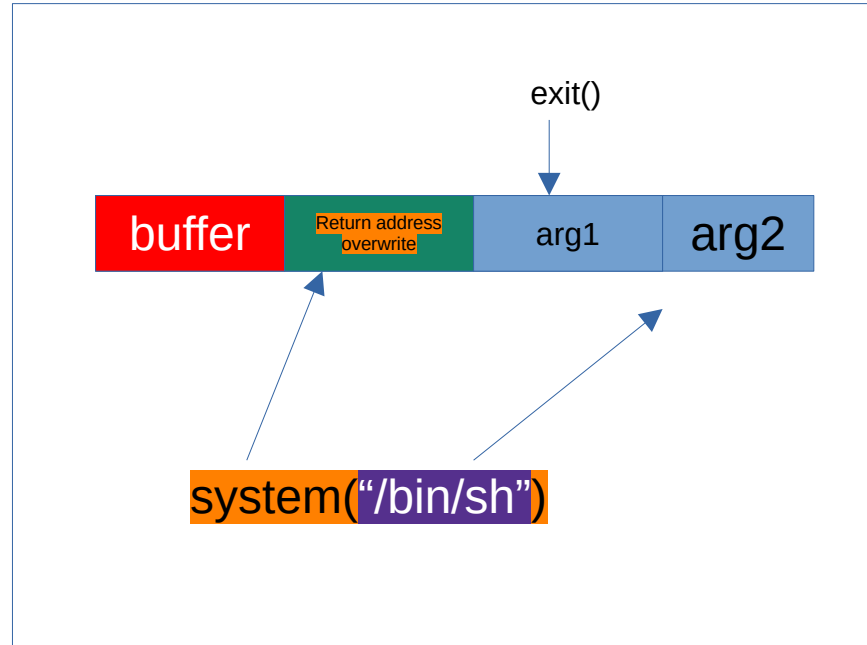 exit()
buffer
Return address
overwrite
arg1
arg2
system(“/bin/sh”)